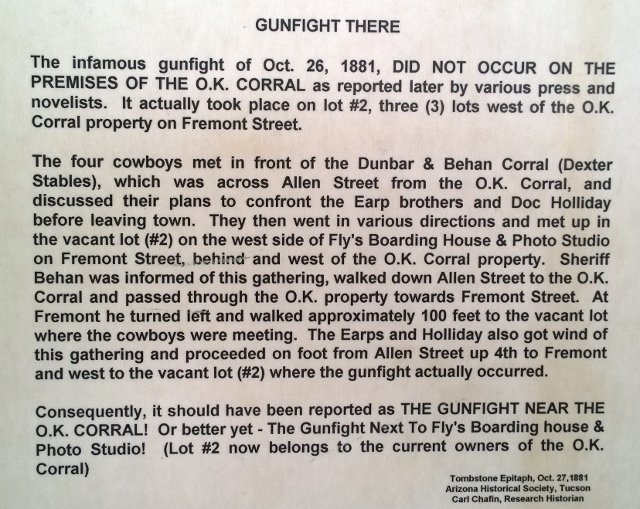 GUNFIGHT THERE
The infamous gunfight of Oct. 26, 1881, DID NOT OCCUR ON THE
PREMISES OF THE O.K. CORRAL as reported later by various press and
novelists. It actually took place on lot #2, three (3) lots west of the O.K.
Corral property on Fremont Street.
The four cowboys met in front of the Dunbar & Behan Corral (Dexter
Stables), which was across Allen Street from the O.K. Corral, and
discussed their plans to confront the Earp brothers and Doc Holliday
before leaving town. They then went in various directions and met up in
the vacant lot (#2) on the west side of Fly's Boarding House & Photo Studio
on Fremont Street, behind and west of the O.K. Corral property. Sheriff
Behan was informed of this gathering, walked down Allen Street to the O.K.
Corral and passed through the O.K. property towards Fremont Street. At
Fremont he turned left and walked approximately 100 feet to the vacant lot
where the cowboys were meeting. The Earps and Holliday also got wind of
this gathering and proceeded on foot from Allen Street up 4th to Fremont
and west to the vacant lot (#2) where the gunfight actually occurred.
Consequently, it should have been reported as THE GUNFIGHT NEAR THE
O.K. CORRAL! Or better yet - The Gunfight Next To Fly's Boarding house &
Photo Studio! (Lot #2 now belongs to the current owners of the O.K.
Corral)
Tombstone Epitaph, Oct. 27,1881
Arizona Historical Society, Tucson
Carl Chafin, Research Historian